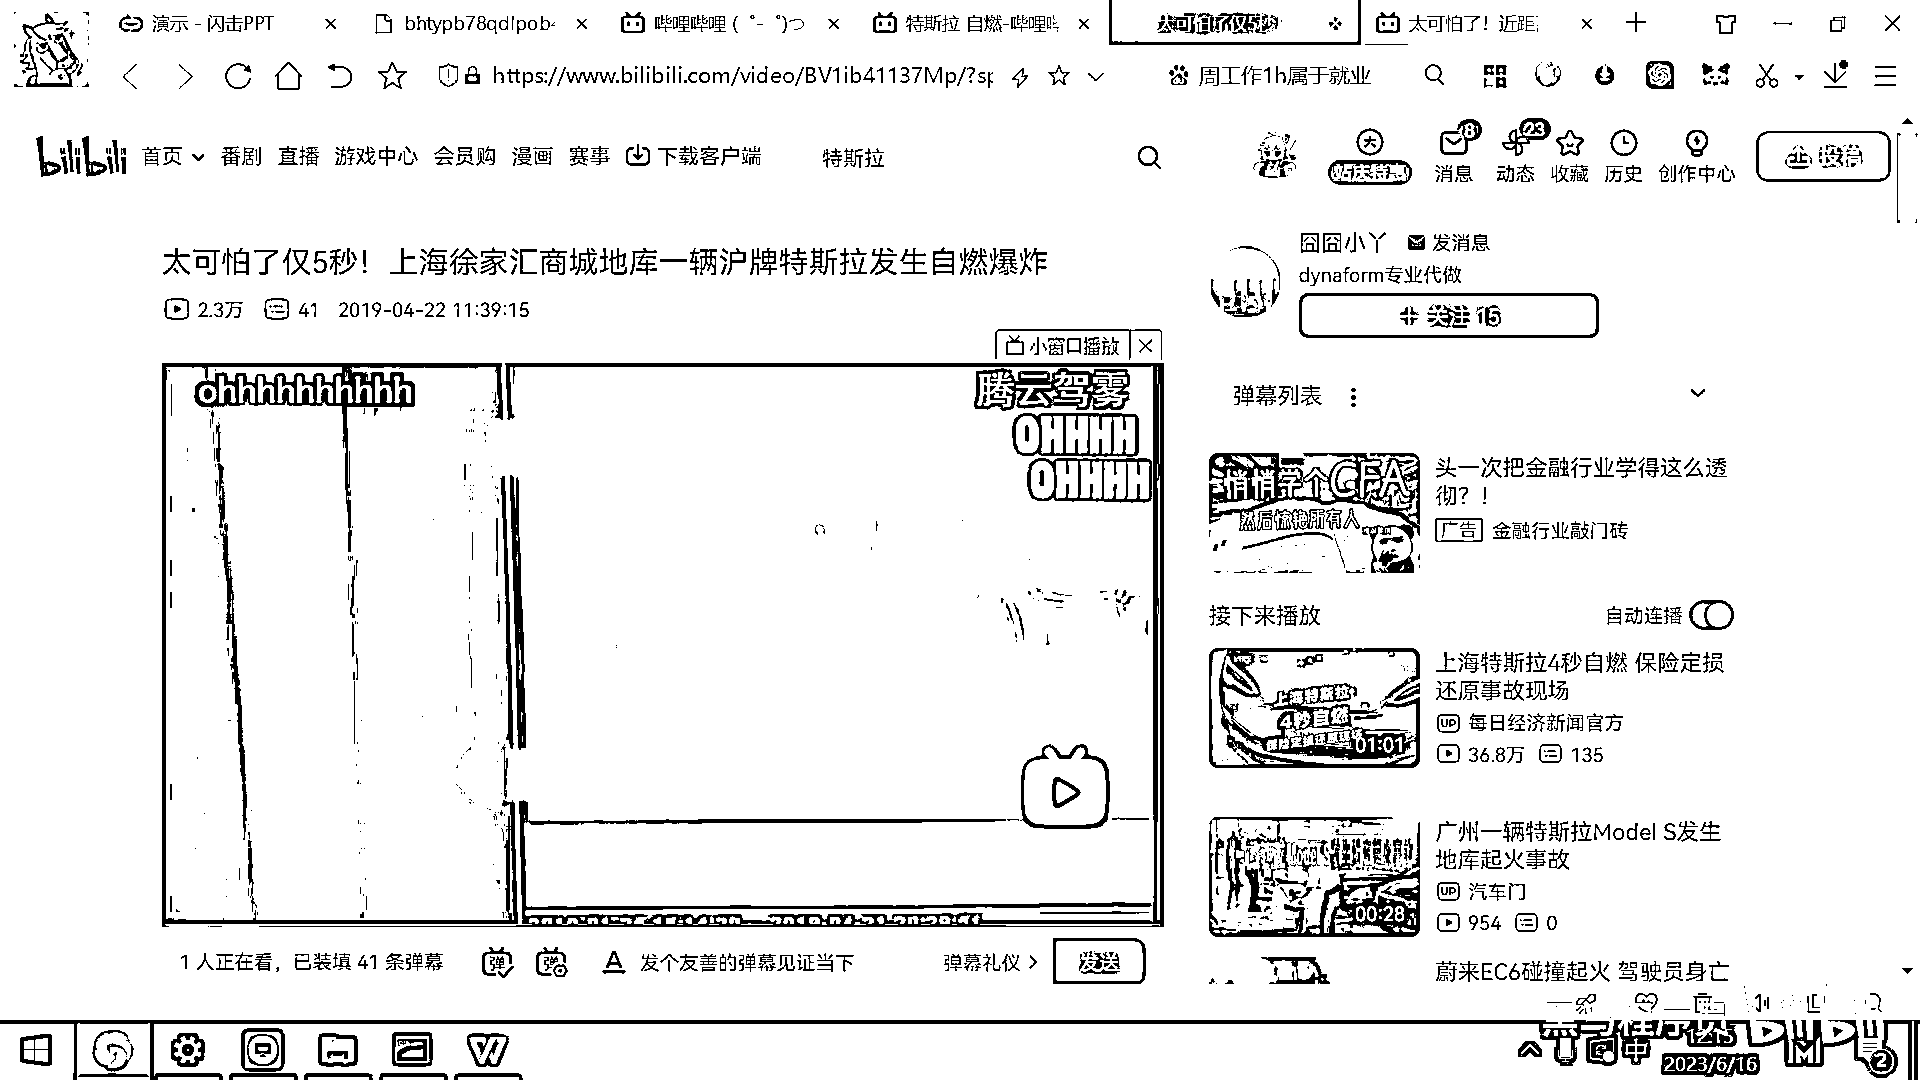 演示 - 闪击PPT
bhtypb78qdlpob
哔哩哔哩 ( ゜- ゜)つ
特斯拉 自燃-哔哩哔
太可怕了仅5秒
太可怕了！近距
https://www.bilibili.com/video/BV1ib41137Mp/?sp
周工作1h属于就业
bilibili 首页 番剧 直播 游戏中心 会员购 漫画 赛事 下载客户端
特斯拉
8
23
大
站庆特惠 消息 动态 收藏 历史 创作中心 投稿
太可怕了仅5秒！上海徐家汇商城地库一辆沪牌特斯拉发生自燃爆炸
2.3万 41 2019-04-22 11:39:15
囧囧小丫 发消息
dynaform专业代做
关注 15
小窗口播放
ohhhhhhhhhh
腾云驾雾
OHHHH
OHHHH
弹幕列表
悄悄学个CFA
然后惊艳所有人
头一次把金融行业学得这么透
彻？！
广告 金融行业敲门砖
接下来播放 自动连播
上海特斯拉
4秒自燃
01:01
上海特斯拉4秒自燃 保险定损
还原事故现场
UP 每日经济新闻官方
36.8万 135
00:28
广州一辆特斯拉Model S发生
地库起火事故
UP 汽车门
954 0
蔚来EC6碰撞起火 驾驶员身亡
1 人正在看，已装填 41 条弹幕 发个友善的弹幕见证当下 弹幕礼仪 发送
中
2023/6/16
2